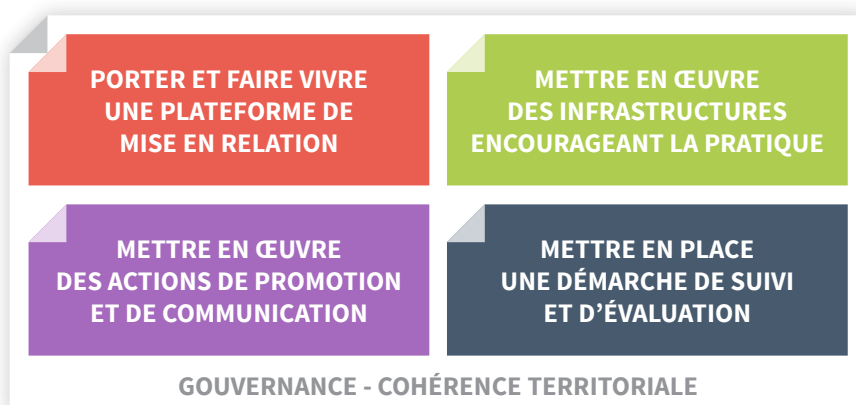 PORTER ET FAIRE VIVRE
UNE PLATEFORME DE
MISE EN RELATION
METTRE EN ŒUVRE
DES INFRASTRUCTURES
ENCOURAGEANT LA PRATIQUE
METTRE EN ŒUVRE
DES ACTIONS DE PROMOTION
ET DE COMMUNICATION
METTRE EN PLACE
UNE DÉMARCHE DE SUIVI
ET D’ÉVALUATION
GOUVERNANCE - COHÉRENCE TERRITORIALE